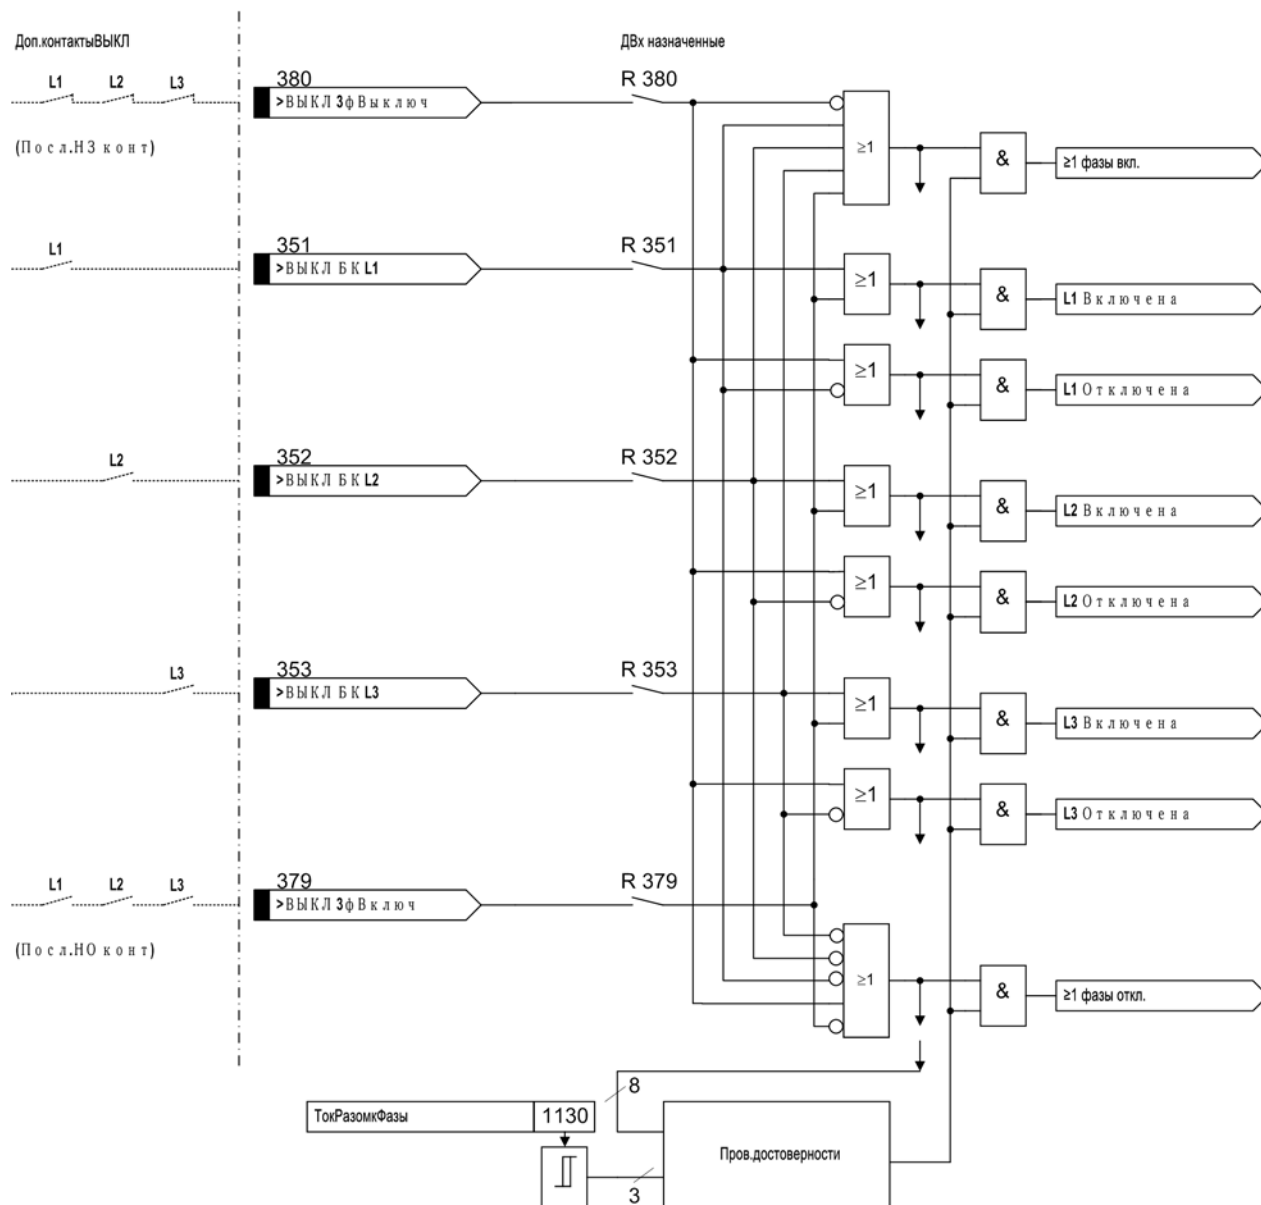 Доп.контактыВЫКЛ
ДВх назначенные
L1 L2 L3
380
>ВЫКЛ 3фВыключ
R 380
≥1
&
≥1 фазы вкл.
(Посл.НЗ конт)
L1
351
>ВЫКЛ БК L1
R 351
≥1
&
L1 Включена
≥1
&
L1 Отключена
L2
352
>ВЫКЛ БК L2
R 352
≥1
&
L2 Включена
≥1
&
L2 Отключена
L3
353
>ВЫКЛ БК L3
R 353
≥1
&
L3 Включена
≥1
&
L3 Отключена
L1 L2 L3
379
>ВЫКЛ 3фВключ
R 379
(Посл.НО конт)
≥1
&
≥1 фазы откл.
8
ТокРазомкФазы 1130
Пров.достоверности
3